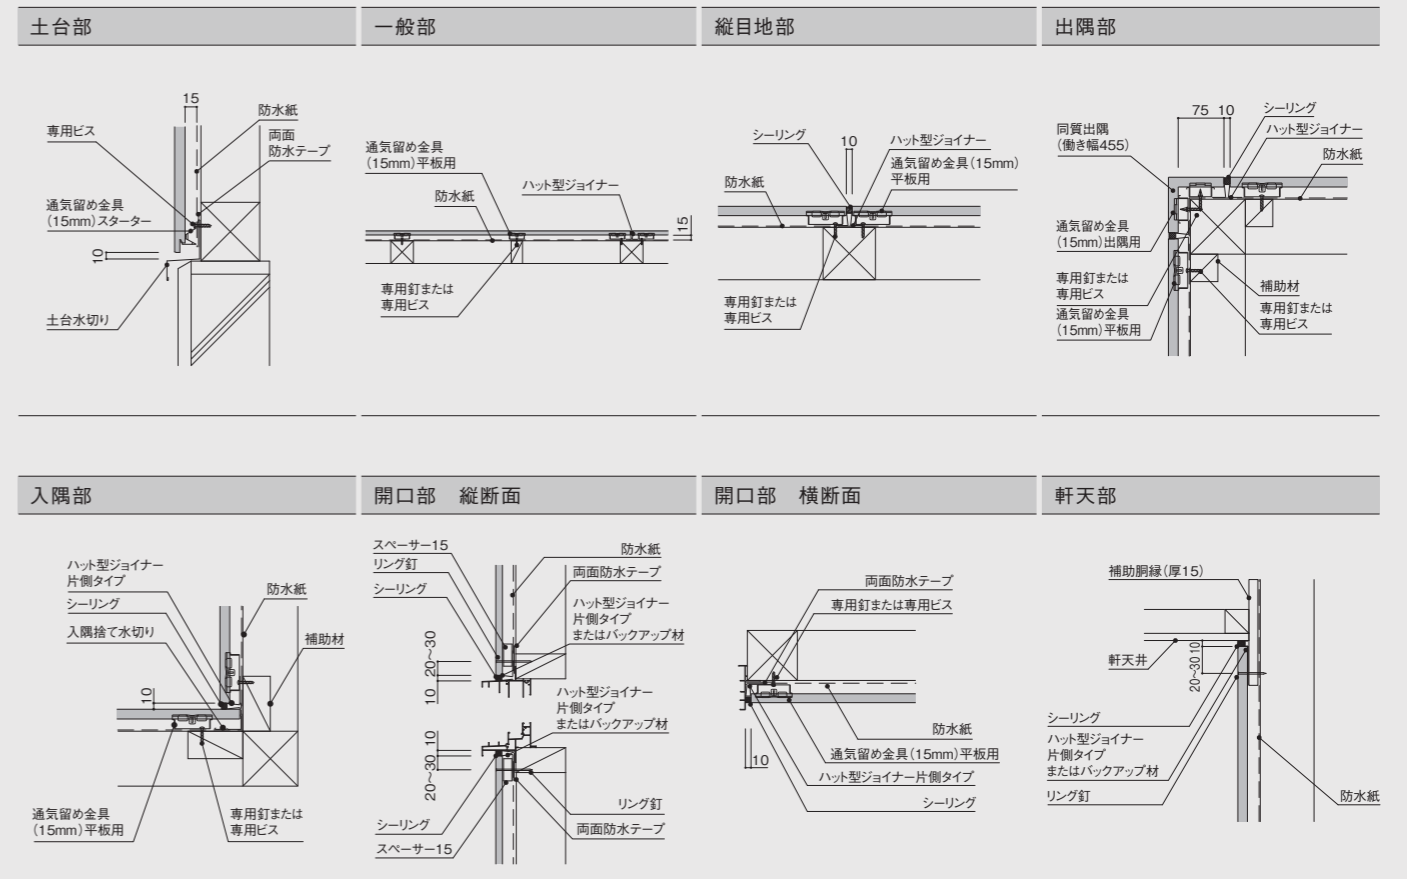 土台部
15
防水紙
専用ビス
両面
防水テープ
通気留め金具
（15mm）スターター
10
土台水切り
一般部
通気留め金具
（15mm）平板用
防水紙
ハット型ジョイナー
15
専用釘または
専用ビス
縦目地部
シーリング
10
ハット型ジョイナー
通気留め金具（15mm）
平板用
防水紙
専用釘または
専用ビス
出隅部
75 10
シーリング
同質出隅
（働き幅455）
ハット型ジョイナー
防水紙
通気留め金具
（15mm）出隅用
専用釘または
専用ビス
通気留め金具
（15mm）平板用
補助材
専用釘または
専用ビス
入隅部
ハット型ジョイナー
片側タイプ
シーリング
入隅捨て水切り
防水紙
補助材
10
通気留め金具
（15mm）平板用
専用釘または
専用ビス
開口部　縦断面
スペーサー15
リング釘
シーリング
防水紙
両面防水テープ
ハット型ジョイナー
片側タイプ
またはバックアップ材
20〜30
10
ハット型ジョイナー
片側タイプ
またはバックアップ材
10
20〜30
リング釘
シーリング
両面防水テープ
スペーサー15
開口部　横断面
両面防水テープ
専用釘または専用ビス
防水紙
通気留め金具（15mm）平板用
10
ハット型ジョイナー片側タイプ
シーリング
軒天部
補助胴縁（厚15）
軒天井
10
20〜30
シーリング
ハット型ジョイナー
片側タイプ
またはバックアップ材
リング釘
防水紙